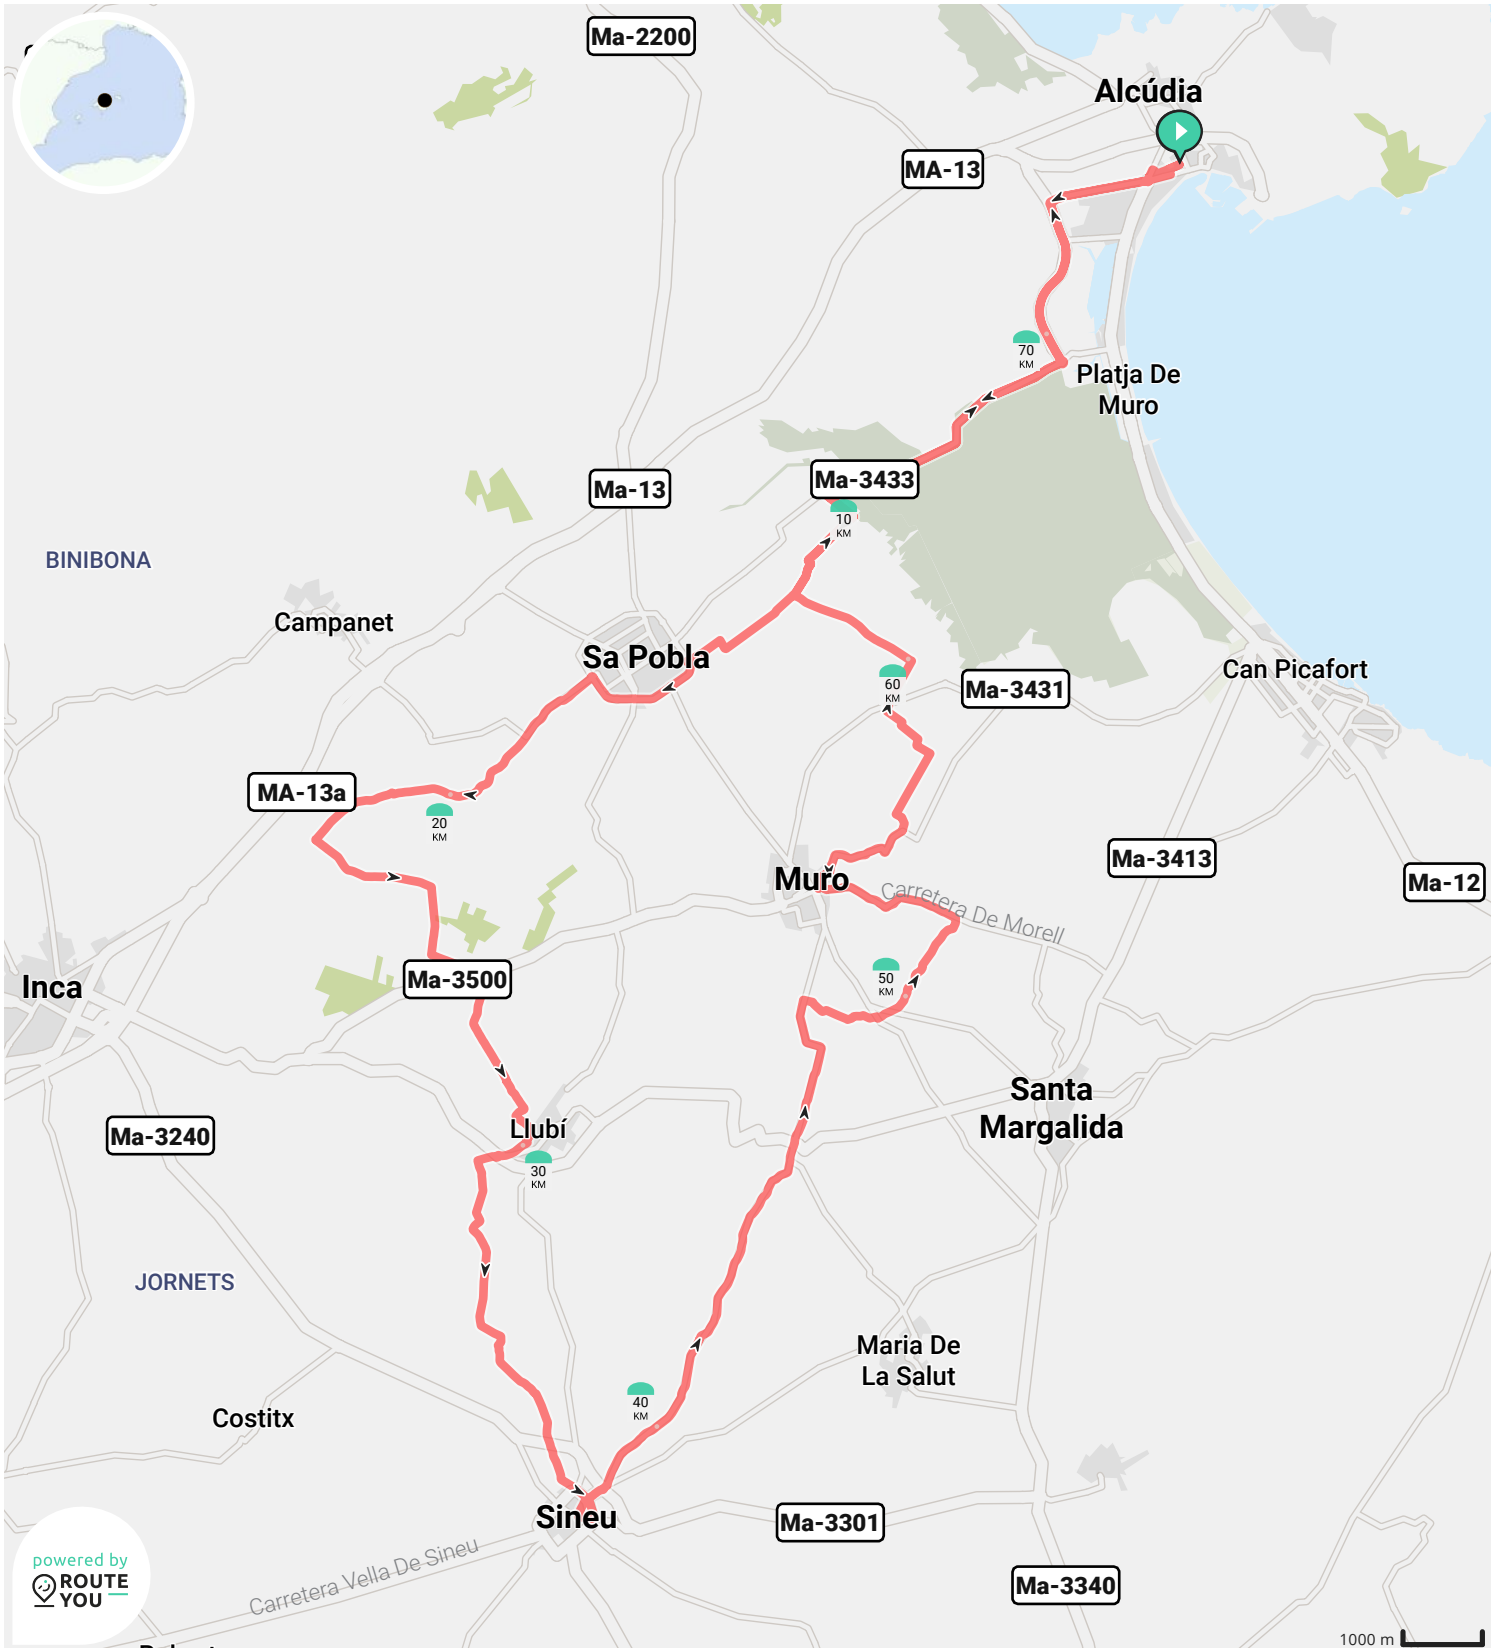 Ma-2200
Alcúdia
MA-13
70
KM
Platja De
Muro
Ma-13
Ma-3433
10
KM
BINIBONA
Campanet
Sa Pobla
60
KM
Ma-3431
Can Picafort
MA-13a
20
KM
Muro
Carretera De Morell
Ma-3413
Ma-12
Inca
Ma-3500
50
KM
Ma-3240
Llubí
30
KM
Santa
Margalida
JORNETS
Maria De
La Salut
40
KM
Costitx
Sineu
Ma-3301
Carretera Vella De Sineu
Ma-3340
powered by
ROUTE
YOU
1000 m